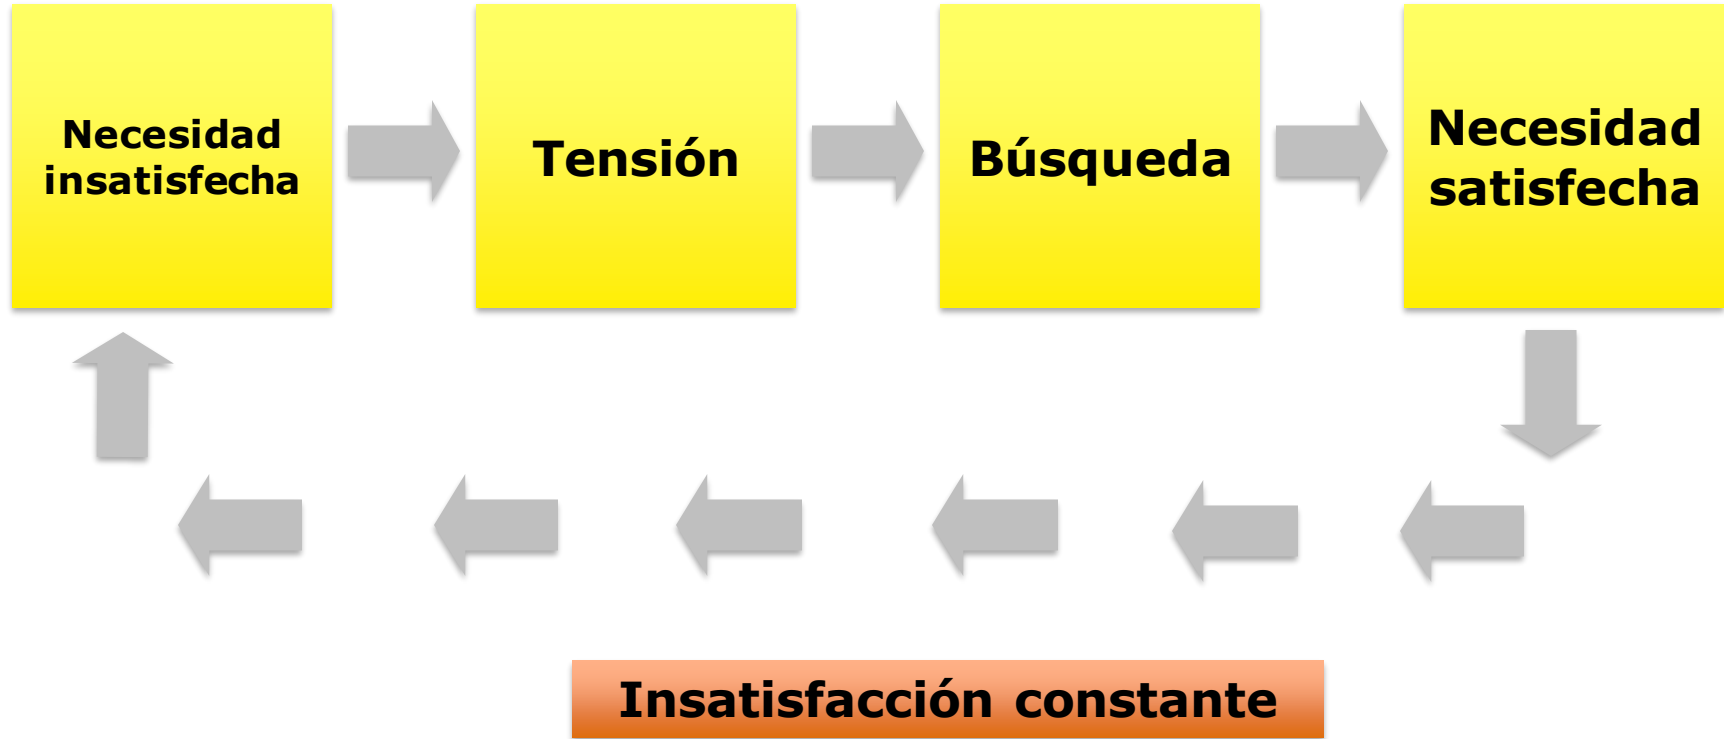 Necesidad
insatisfecha
Tensión
Búsqueda
Necesidad
satisfecha
Insatisfacción constante